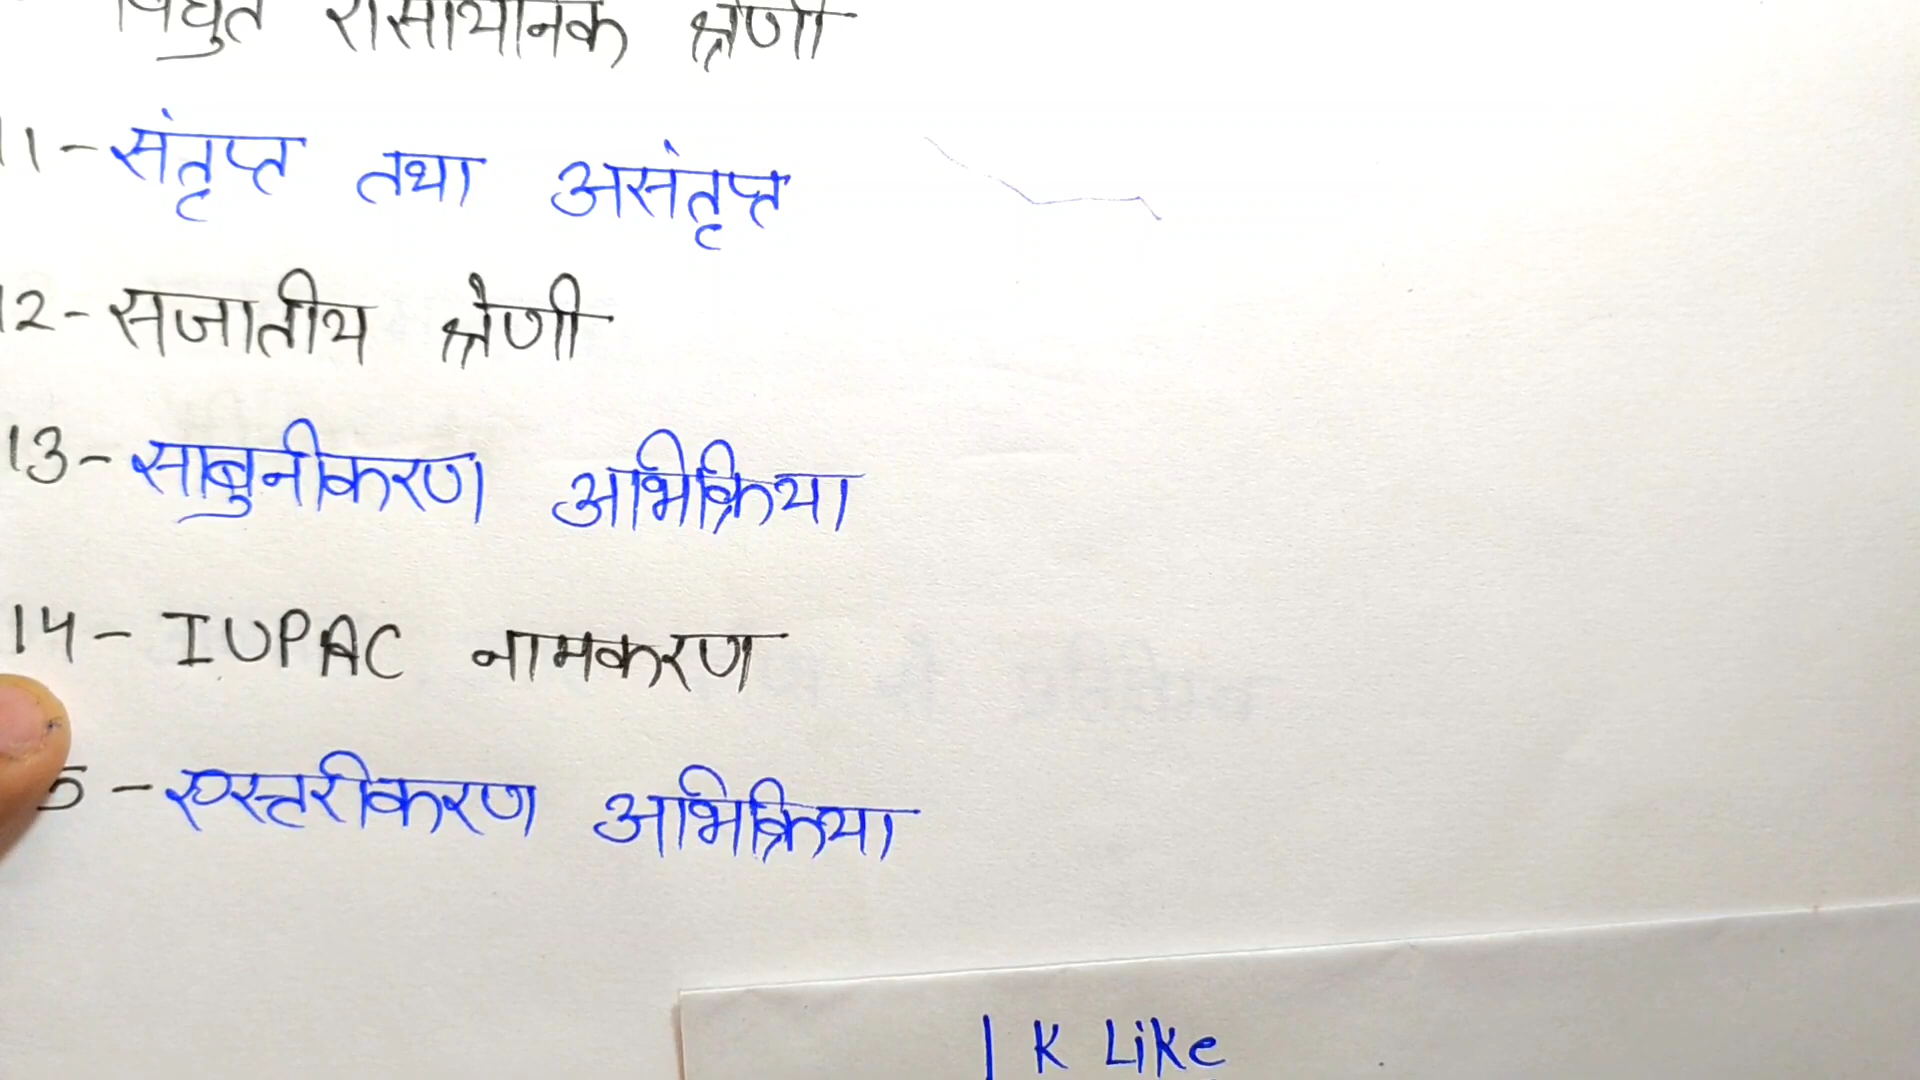 विद्युत रासायनिक श्रेणी
11-संतृप्त तथा असंतृप्त
12-सजातीय श्रेणी
13-साबुनीकरण अभिक्रिया
14- IUPAC नामकरण
5 - एस्टरीकरण अभिक्रिया
1 K Like